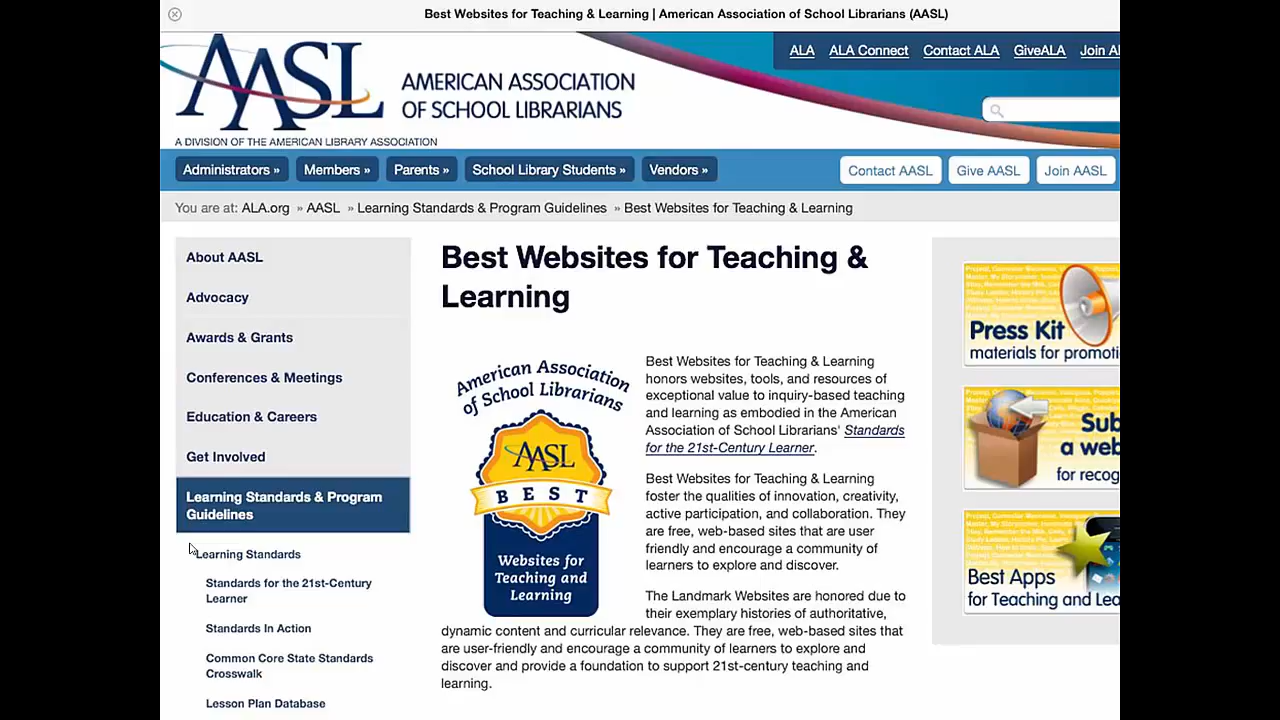 Best Websites for Teaching & Learning | American Association of School Librarians (AASL)
ALA ALA Connect Contact ALA GiveALA Join Al
AASL
AMERICAN ASSOCIATION
OF SCHOOL LIBRARIANS
A DIVISION OF THE AMERICAN LIBRARY ASSOCIATION
Administrators » Members » Parents » School Library Students » Vendors » Contact AASL Give AASL Join AASL
You are at: ALA.org » AASL » Learning Standards & Program Guidelines » Best Websites for Teaching & Learning
About AASL
Advocacy
Awards & Grants
Conferences & Meetings
Education & Careers
Get Involved
Learning Standards & Program
Guidelines
Learning Standards
Standards for the 21st-Century
Learner
Standards In Action
Common Core State Standards
Crosswalk
Lesson Plan Database
Best Websites for Teaching &
Learning
American Association
of School Librarians
AASL
BEST
Websites for
Teaching and
Learning
Best Websites for Teaching & Learning
honors websites, tools, and resources of
exceptional value to inquiry-based teaching
and learning as embodied in the American
Association of School Librarians' Standards
for the 21st-Century Learner.
Best Websites for Teaching & Learning
foster the qualities of innovation, creativity,
active participation, and collaboration. They
are free, web-based sites that are user
friendly and encourage a community of
learners to explore and discover.
The Landmark Websites are honored due to
their exemplary histories of authoritative,
dynamic content and curricular relevance. They are free, web-based sites that
are user-friendly and encourage a community of learners to explore and
discover and provide a foundation to support 21st-century teaching and
learning.
Press Kit
materials for promoti
Sub
a web
for recog
Best Apps
for Teaching and Lea